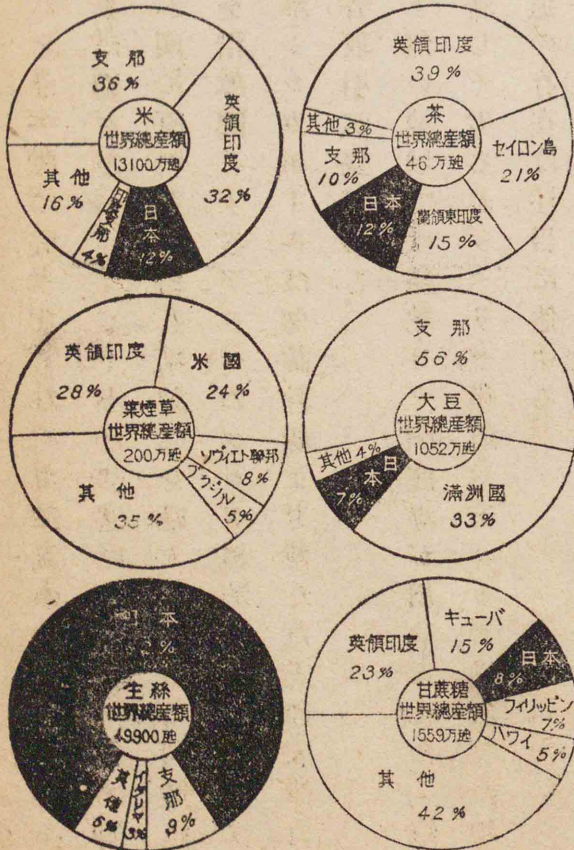 支那
36%
英領印度
32%
米
世界總產額
13100万瓲
其他
16%
4%
日本
12%
英領印度
39%
其他 3%
茶
世界總產額
46万瓲
支那
10%
セイロン島
21%
日本
12%
蘭領東印度
15%
英領印度
28%
米國
24%
葉煙草
世界總產額
200万瓲
ソヴィエト聯邦
8%
ブラジル
5%
其他
35%
支那
56%
大豆
世界總產額
1052万瓲
其他 4%
日本
7%
滿洲國
33%
本
生絲
世界總產額
49900瓲
其他
6%
イタリヤ
3%
支那
9%
キューバ
15%
英領印度
23%
日本
8%
甘蔗糖
世界總產額
1559万瓲
フィリッピン
7%
ハワイ
5%
其他
42%